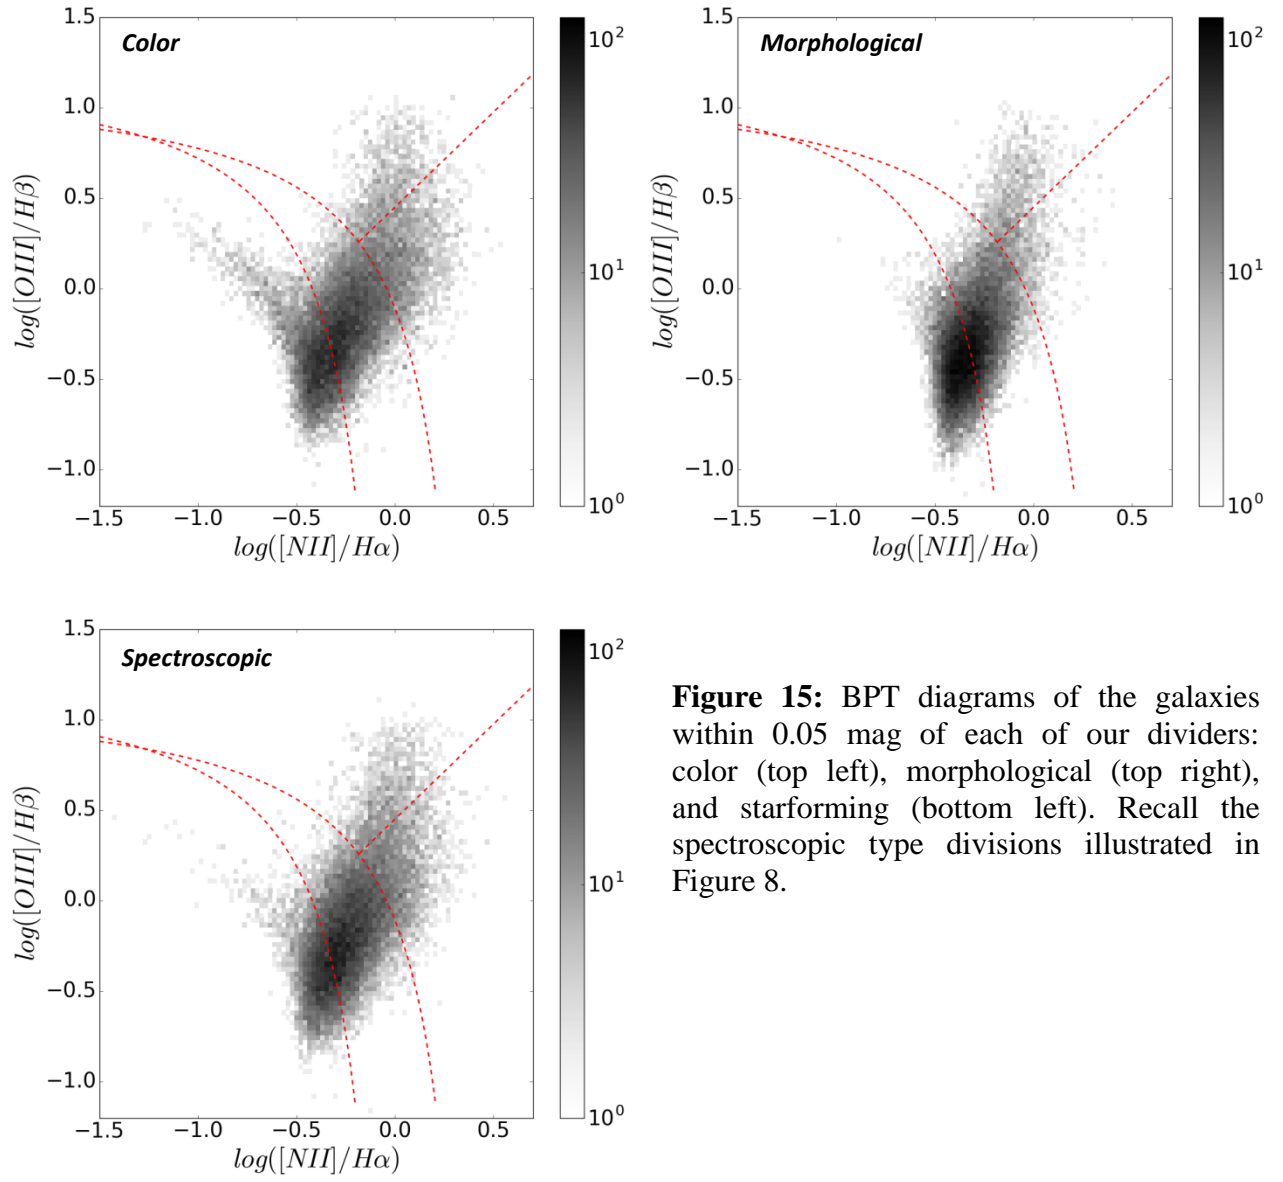 Color
1.5
1.0
0.5
0.0
−0.5
−1.0
log([OIII]/Hβ)
−1.5 −1.0 −0.5 0.0 0.5
log([NII]/Hα)
10²
10¹
10⁰
Morphological
1.5
1.0
0.5
0.0
−0.5
−1.0
log([OIII]/Hβ)
−1.5 −1.0 −0.5 0.0 0.5
log([NII]/Hα)
10²
10¹
10⁰
Spectroscopic
1.5
1.0
0.5
0.0
−0.5
−1.0
log([OIII]/Hβ)
−1.5 −1.0 −0.5 0.0 0.5
log([NII]/Hα)
10²
10¹
10⁰
Figure 15: BPT diagrams of the galaxies
within 0.05 mag of each of our dividers:
color (top left), morphological (top right),
and starforming (bottom left). Recall the
spectroscopic type divisions illustrated in
Figure 8.